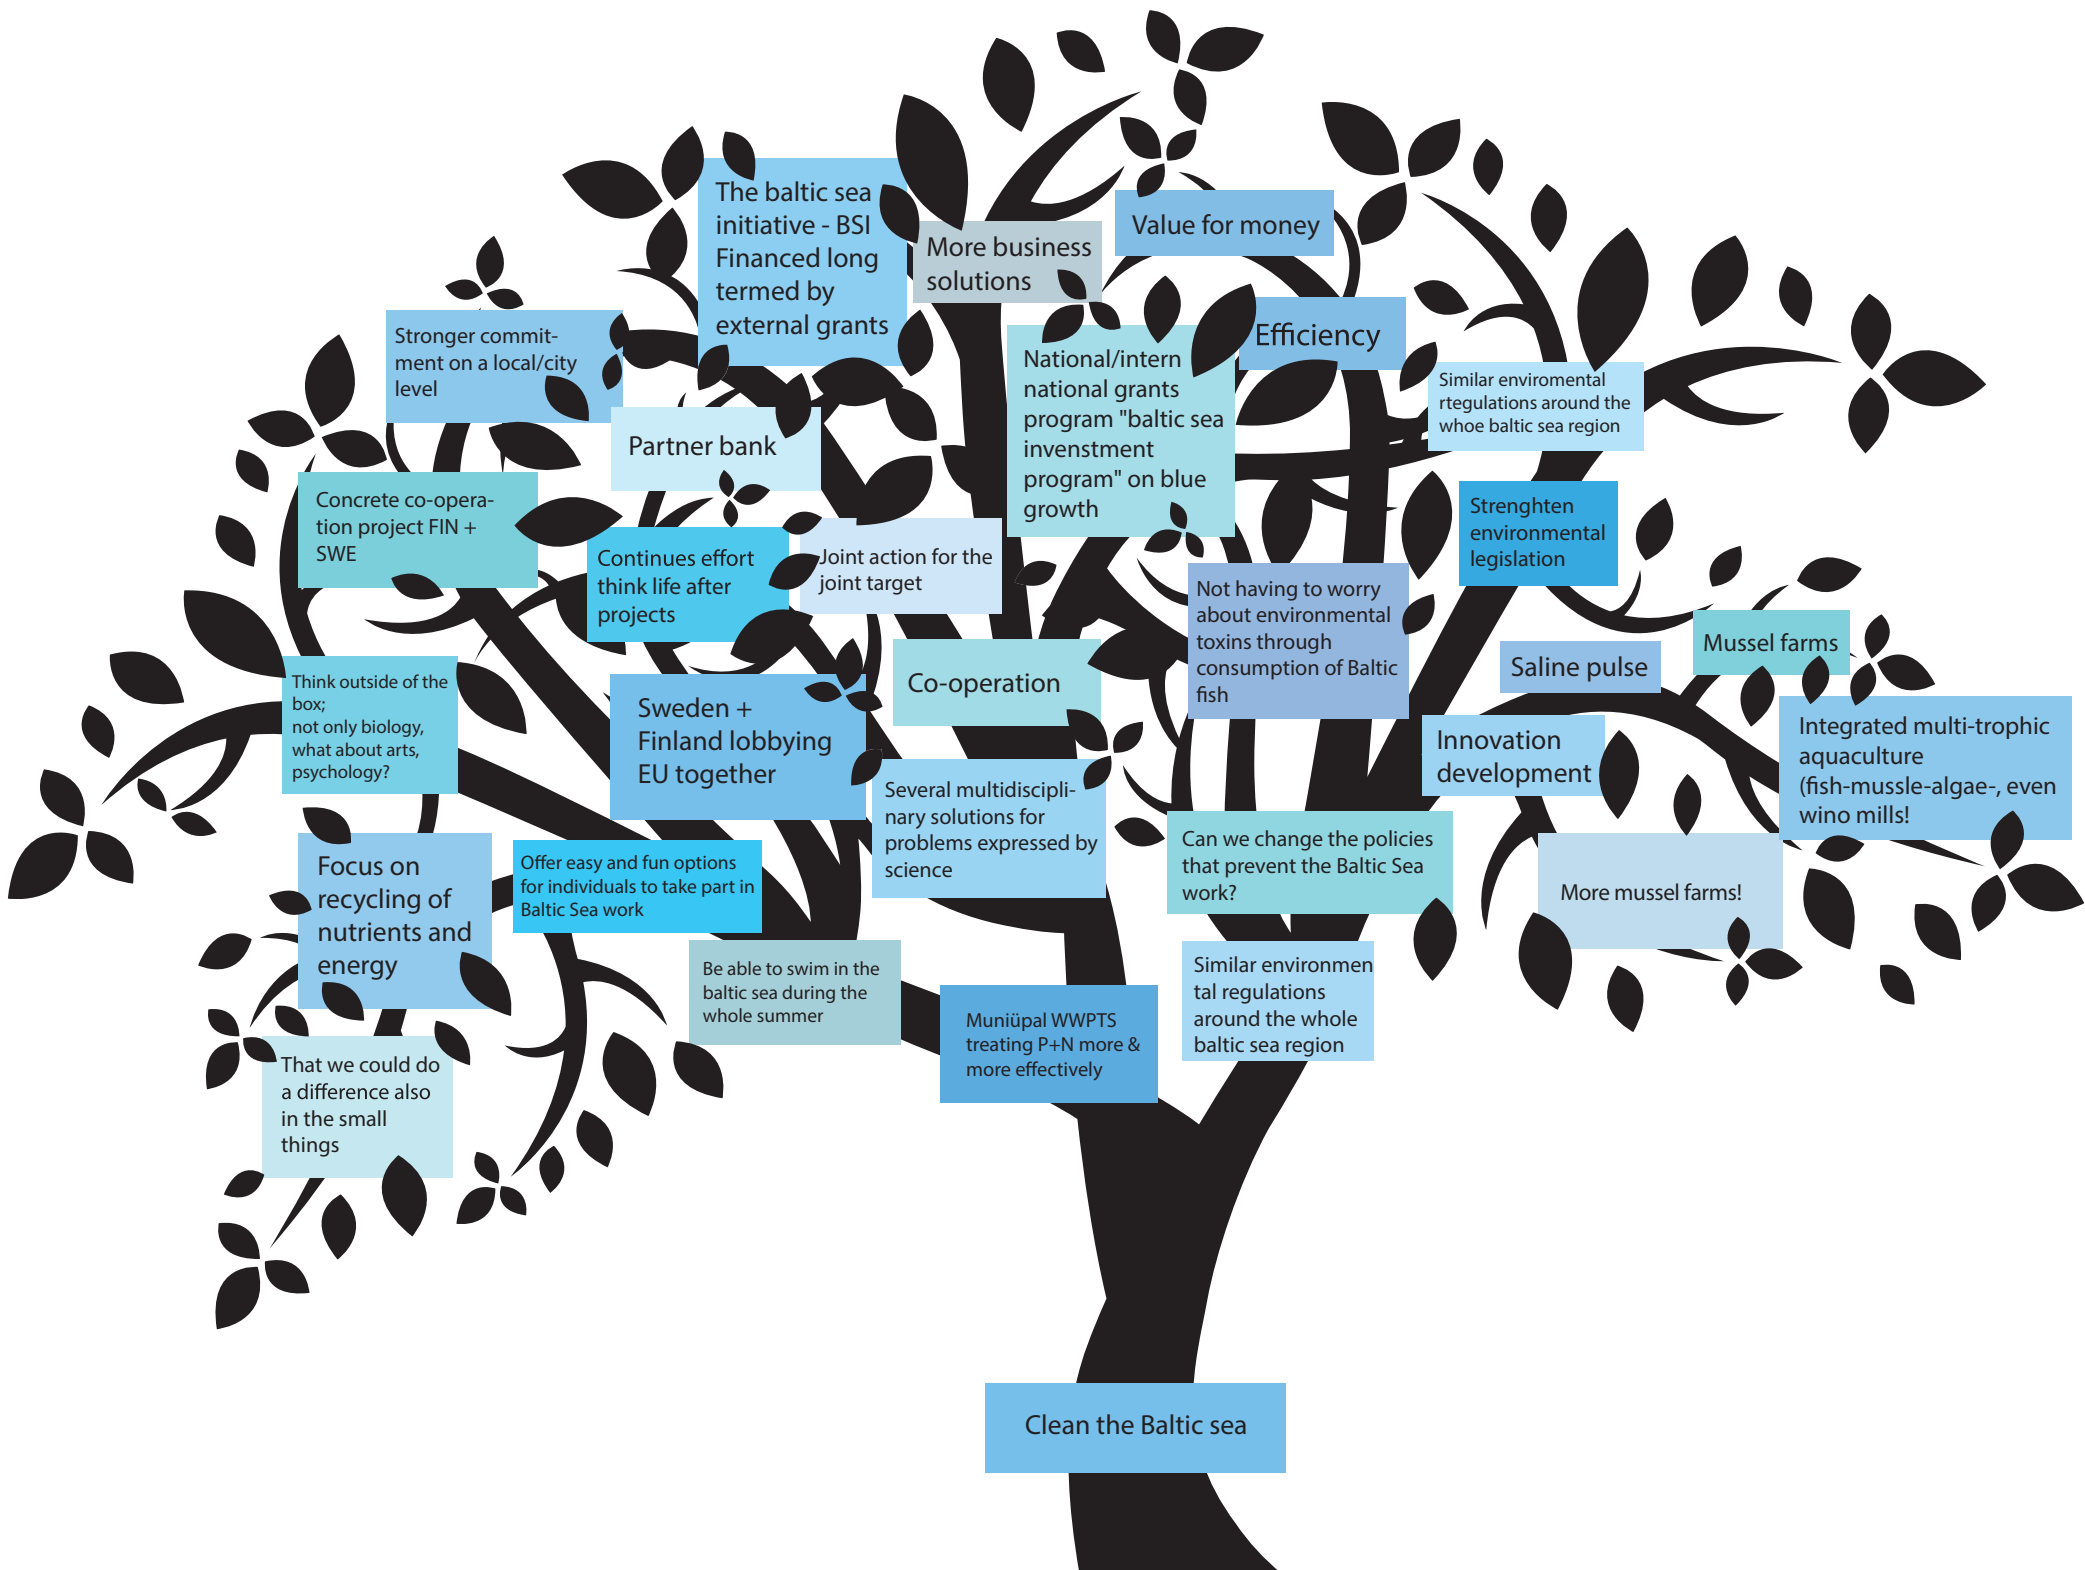 The baltic sea
initiative - BSI
Financed long
termed by
external grants
More business
solutions
Value for money
Efficiency
Stronger commit-
ment on a local/city
level
Partner bank
National/intern
national grants
program "baltic sea
invenstment
program" on blue
growth
Similar enviromental
rtegulations around the
whoe baltic sea region
Concrete co-opera-
tion project FIN +
SWE
Continues effort
think life after
projects
Joint action for the
joint target
Strenghten
environmental
legislation
Not having to worry
about environmental
toxins through
consumption of Baltic
fish
Mussel farms
Saline pulse
Think outside of the
box;
not only biology,
what about arts,
psychology?
Sweden +
Finland lobbying
EU together
Co-operation
Innovation
development
Integrated multi-trophic
aquaculture
(fish-mussle-algae-, even
wino mills!
Several multidiscipli-
nary solutions for
problems expressed by
science
Can we change the policies
that prevent the Baltic Sea
work?
More mussel farms!
Focus on
recycling of
nutrients and
energy
Offer easy and fun options
for individuals to take part in
Baltic Sea work
Be able to swim in the
baltic sea during the
whole summer
Muniüpal WWPTS
treating P+N more &
more effectively
Similar environmen
tal regulations
around the whole
baltic sea region
That we could do
a difference also
in the small
things
Clean the Baltic sea